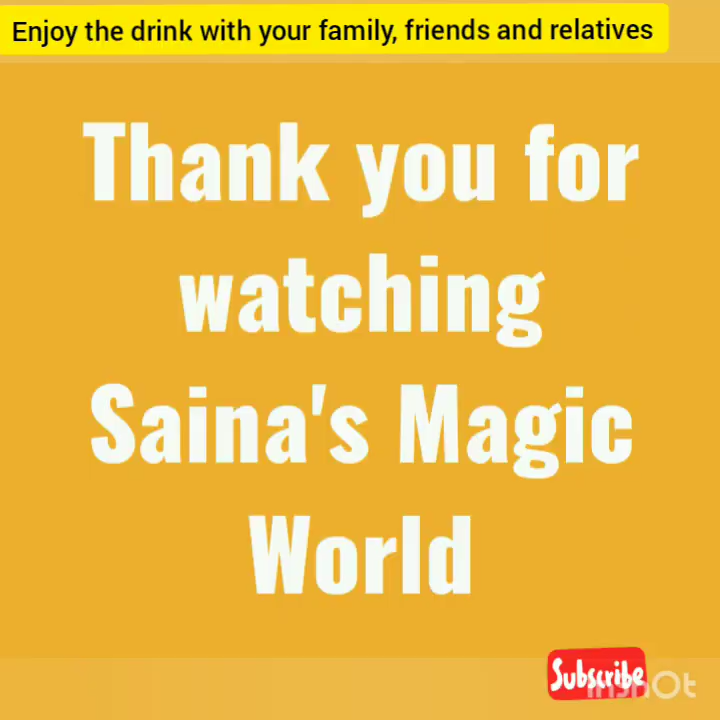 Enjoy the drink with your family, friends and relatives
Thank you for
watching
Saina's Magic
World
Subscribe
InShOt